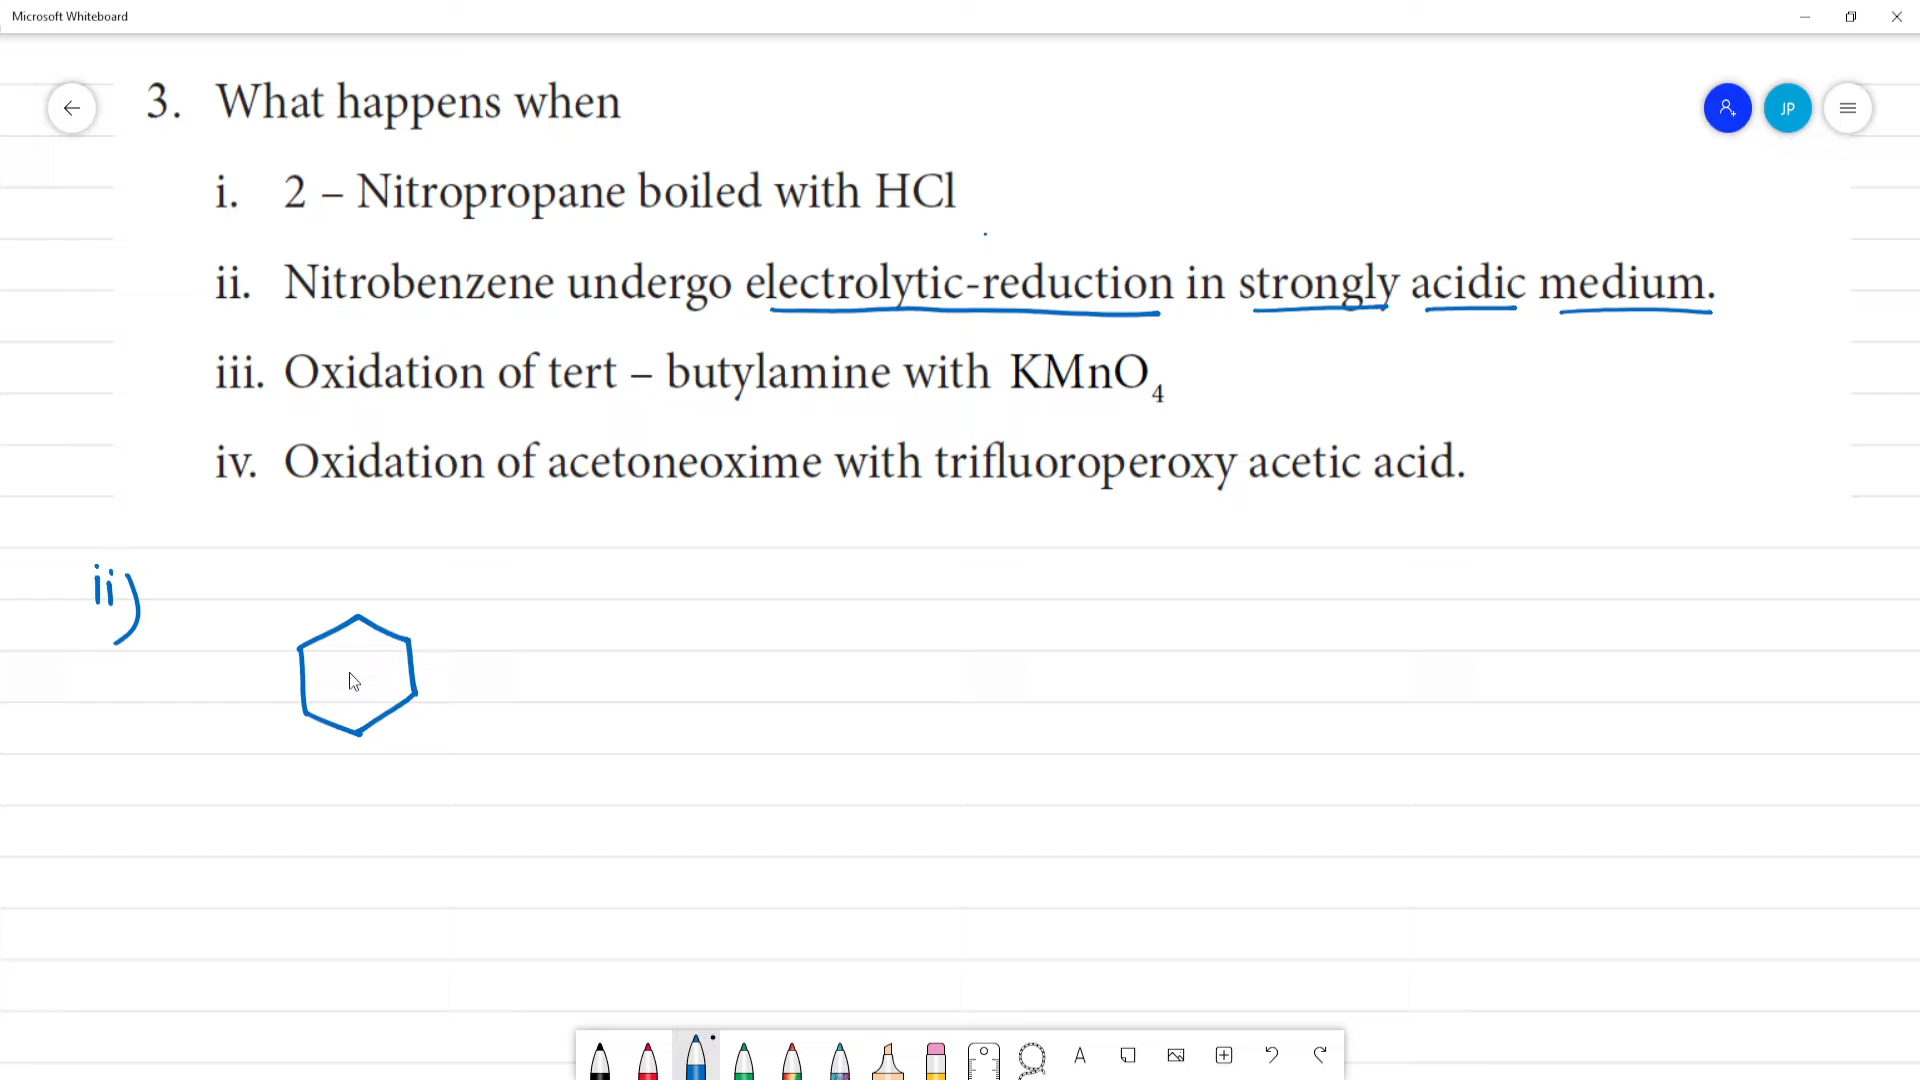 Microsoft Whiteboard
3. What happens when
JP
i. 2 – Nitropropane boiled with HCl
ii. Nitrobenzene undergo electrolytic-reduction in strongly acidic medium.
iii. Oxidation of tert – butylamine with KMnO₄
iv. Oxidation of acetoneoxime with trifluoroperoxy acetic acid.
ii)
A